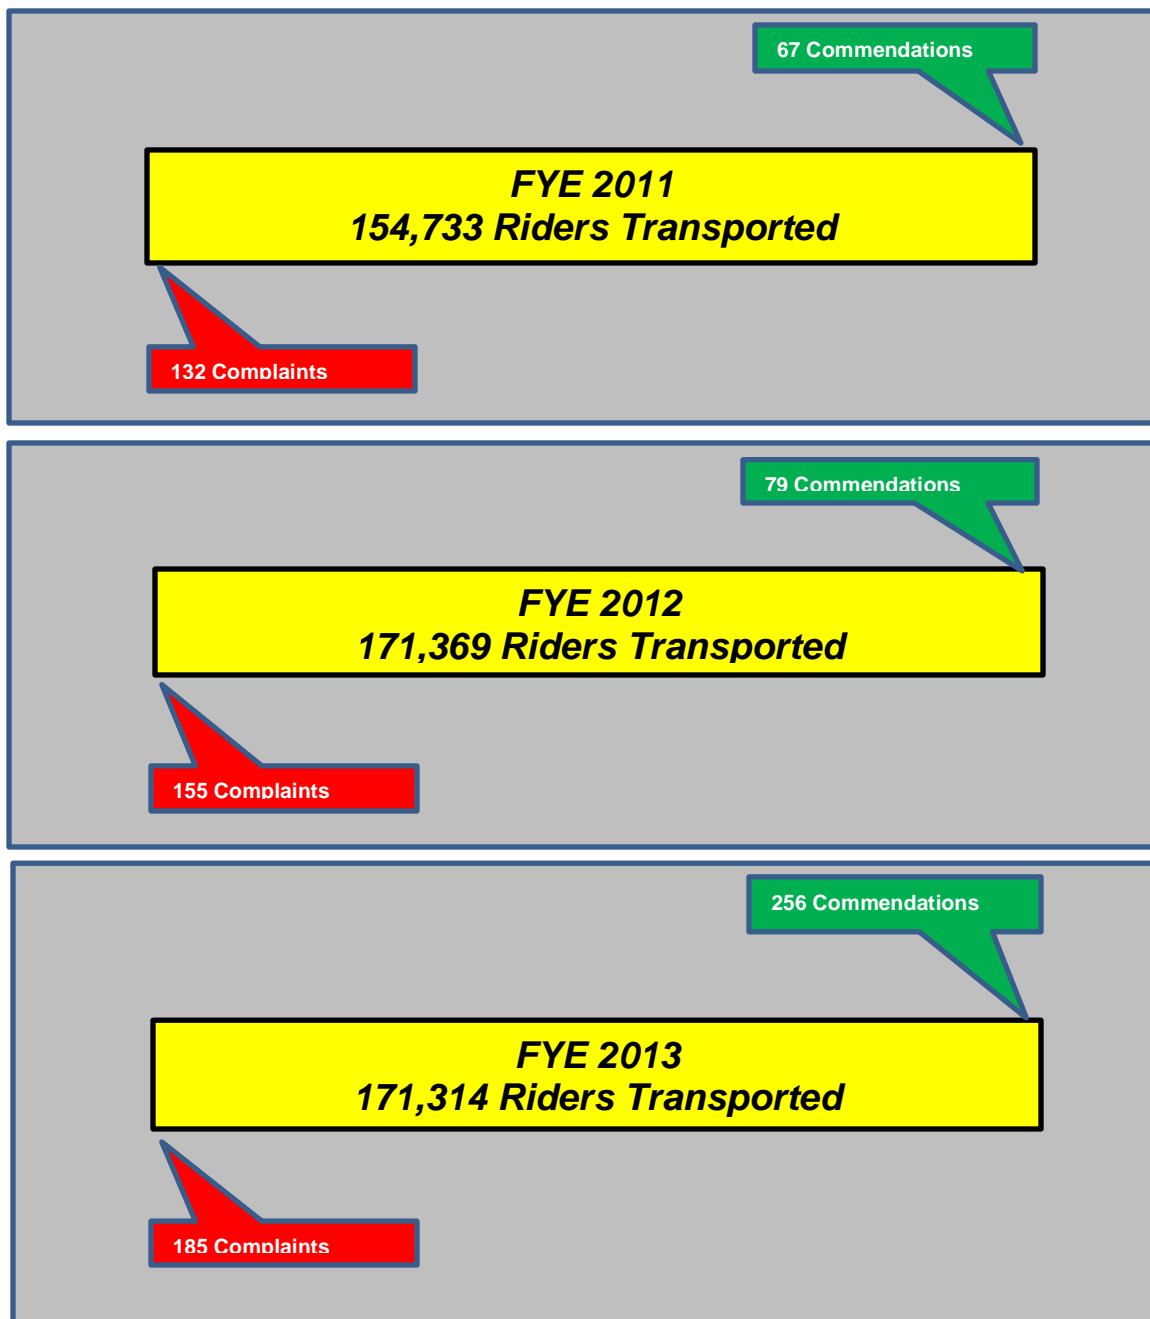 67 Commendations
FYE 2011
154,733 Riders Transported
132 Complaints
79 Commendations
FYE 2012
171,369 Riders Transported
155 Complaints
256 Commendations
FYE 2013
171,314 Riders Transported
185 Complaints